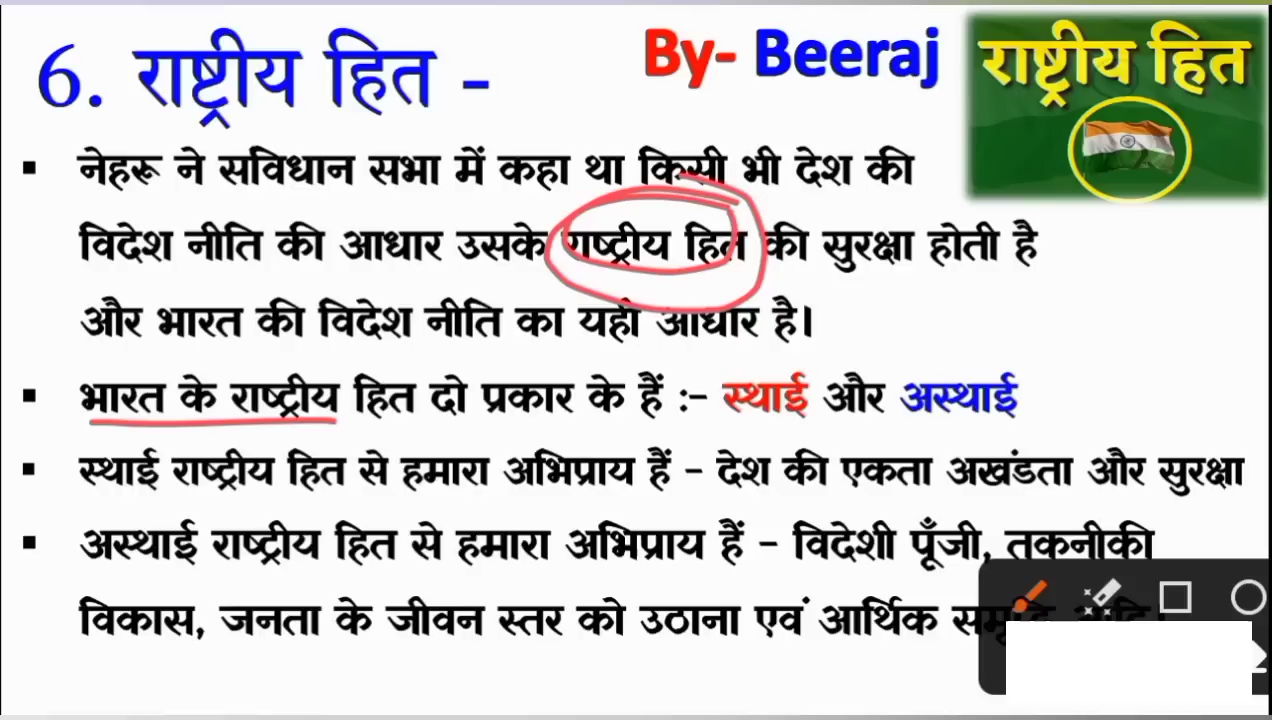 6. राष्ट्रीय हित -
By- Beeraj
राष्ट्रीय हित
▪ नेहरू ने सविधान सभा में कहा था किसी भी देश की
विदेश नीति की आधार उसके राष्ट्रीय हित की सुरक्षा होती है
और भारत की विदेश नीति का यही आधार है।
▪ भारत के राष्ट्रीय हित दो प्रकार के हैं :- स्थाई और अस्थाई
▪ स्थाई राष्ट्रीय हित से हमारा अभिप्राय हैं - देश की एकता अखंडता और सुरक्षा
▪ अस्थाई राष्ट्रीय हित से हमारा अभिप्राय हैं - विदेशी पूँजी, तकनीकी
विकास, जनता के जीवन स्तर को उठाना एवं आर्थिक